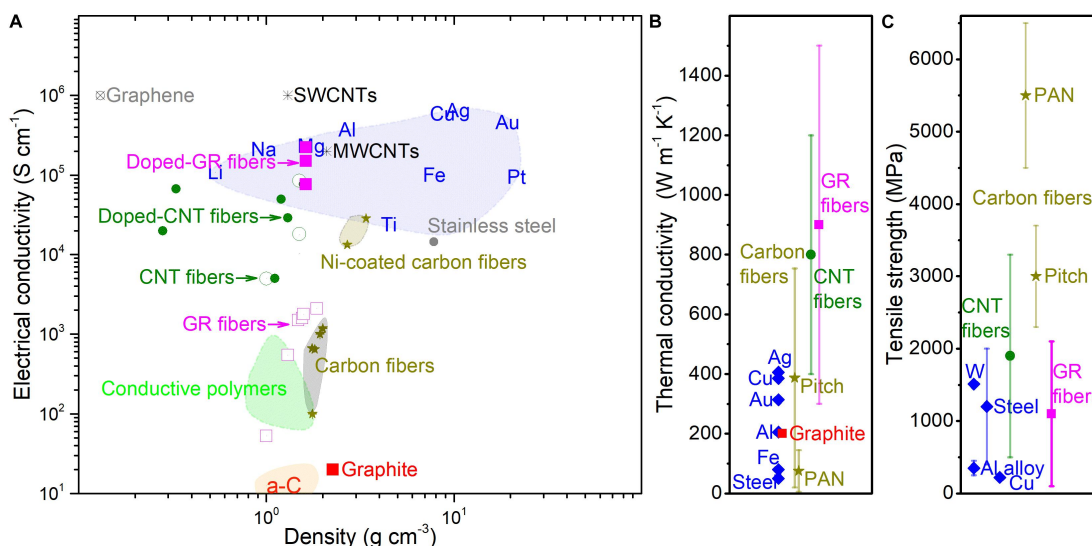 A
Electrical conductivity (S cm⁻¹)
10⁶
10⁵
10⁴
10³
10²
10¹
10⁰
10¹
Density (g cm⁻³)
Graphene
SWCNTs
Cu
Ag
Au
Al
Na
Mg
MWCNTs
Doped-GR fibers
Li
Fe
Pt
Doped-CNT fibers
Ti
Stainless steel
Ni-coated carbon fibers
CNT fibers
GR fibers
Carbon fibers
Conductive polymers
Graphite
a-C
B
Thermal conductivity (W m⁻¹ K⁻¹)
1400
1200
1000
800
600
400
200
0
GR
fibers
Carbon
fibers
CNT
fibers
Ag
Cu
Pitch
Au
Al
Graphite
Fe
Steel
PAN
C
Tensile strength (MPa)
6000
5000
4000
3000
2000
1000
0
PAN
Carbon fibers
Pitch
CNT
fibers
W
Steel
GR
fiber
Al alloy
Cu